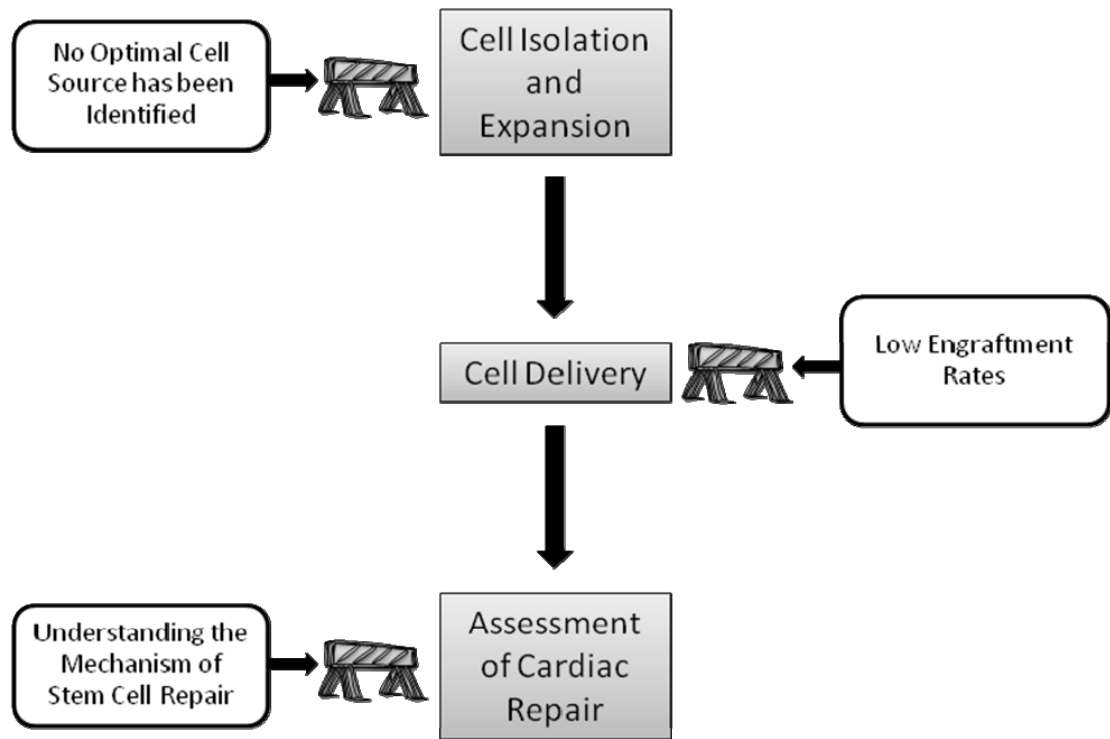 No Optimal Cell
Source has been
Identified
Cell Isolation
and
Expansion
Cell Delivery
Low Engraftment
Rates
Understanding the
Mechanism of
Stem Cell Repair
Assessment
of Cardiac
Repair